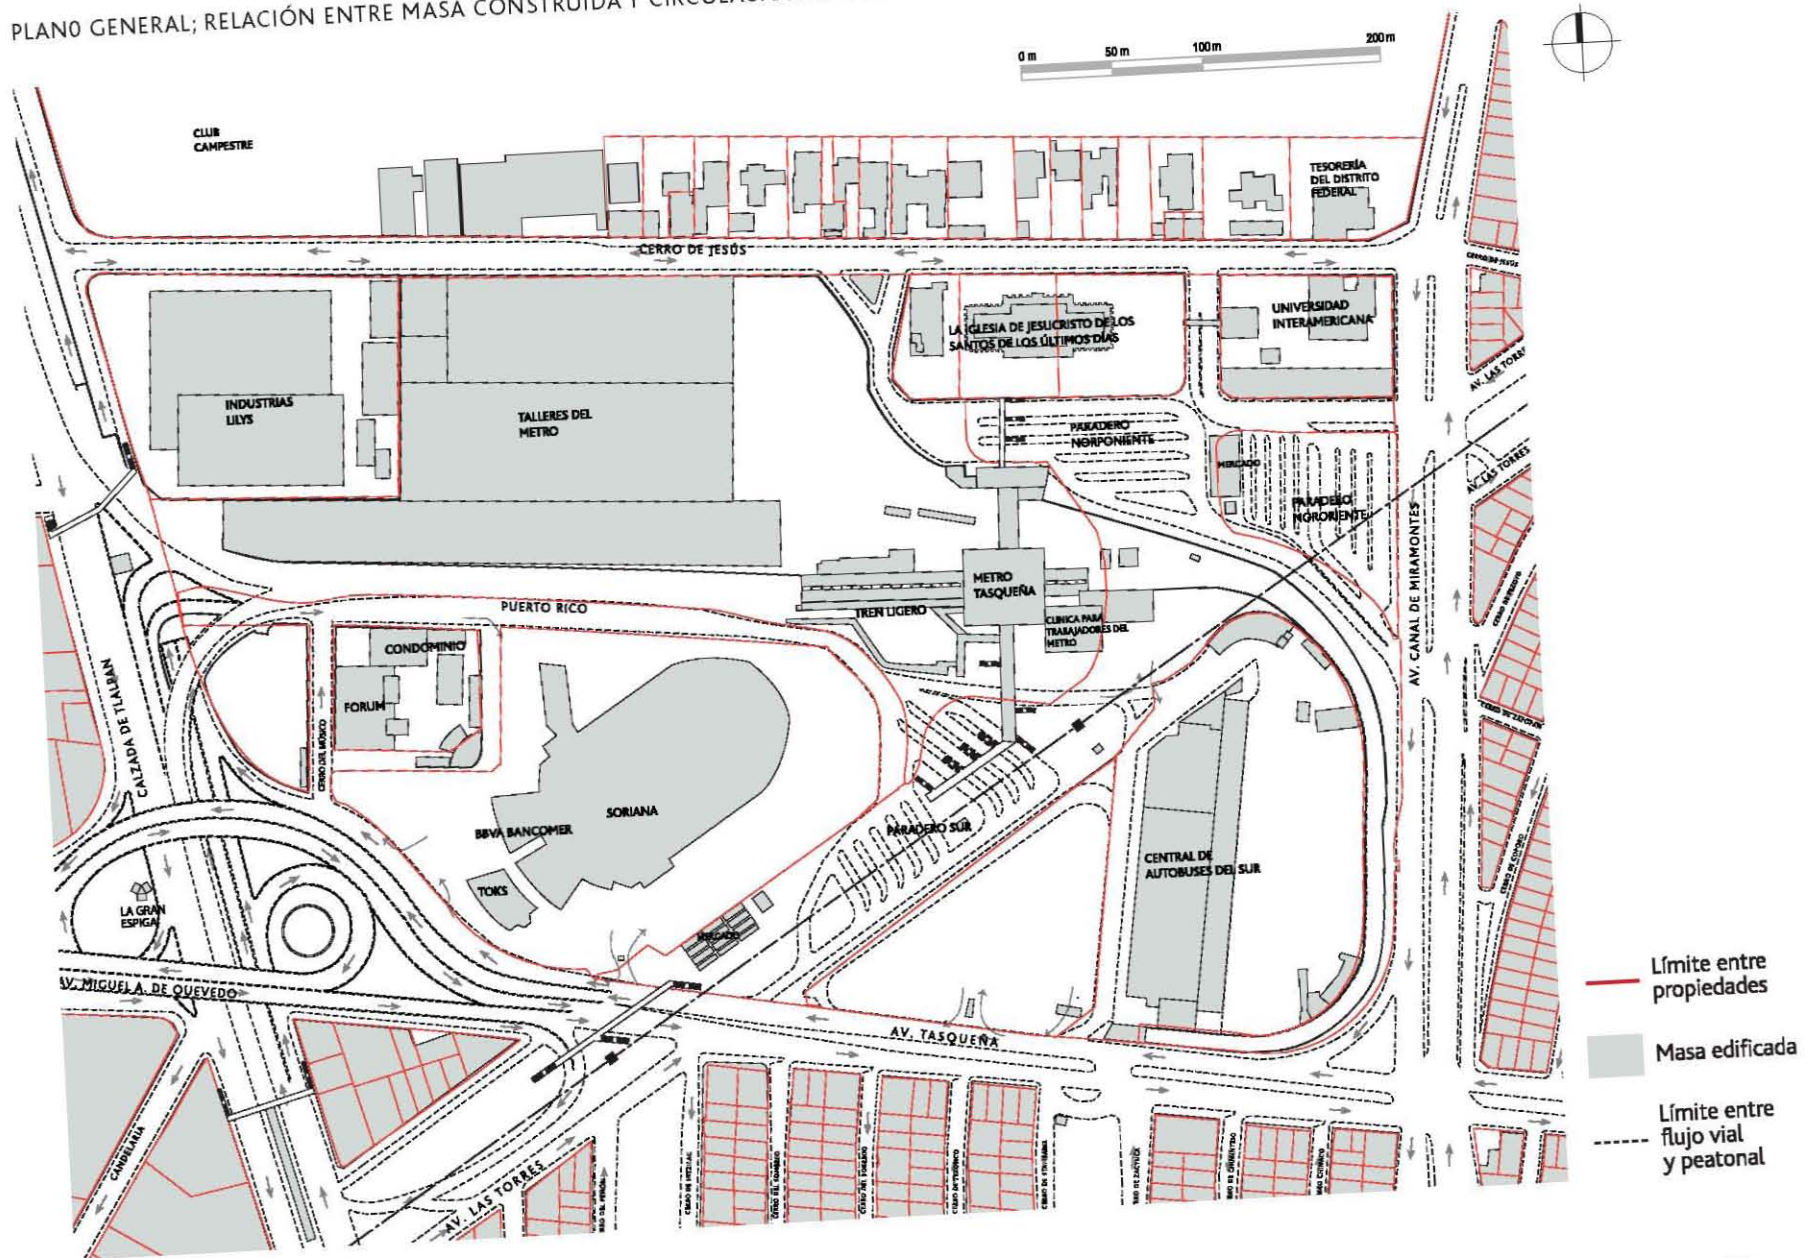 PLANO GENERAL; RELACIÓN ENTRE MASA CONSTRUIDA Y
0 m 50 m 100 m 200 m
CLUB
CAMPESTRE
TESORERÍA
DEL DISTRITO
FEDERAL
CERRO DE JESÚS
CERRO DE JESÚS
LA IGLESIA DE JESUCRISTO DE LOS
SANTOS DE LOS ÚLTIMOS DÍAS
UNIVERSIDAD
INTERAMERICANA
AV. LAS TORRES
INDUSTRIAS
LILYS
TALLERES DEL
METRO
PARADERO
NORPONIENTE
MERCADO
PARADERO
NORORIENTE
AV. LAS TORRES
AV. CANAL DE MIRAMONTES
METRO
TASQUEÑA
TREN LIGERO
CLINICA PARA
TRABAJADORES DEL
METRO
PUERTO RICO
CONDOMINIO
FORUM
CALZADA DE TLALPAN
SORIANA
BBVA BANCOMER
TOKS
PARADERO SUR
CENTRAL DE
AUTOBUSES DEL SUR
LA GRAN
ESPIGA
MERCADO
AV. MIGUEL A. DE QUEVEDO
AV. TASQUEÑA
CANDELARIA
AV. LAS TORRES
Límite entre
propiedades
Masa edificada
Límite entre
flujo vial
y peatonal